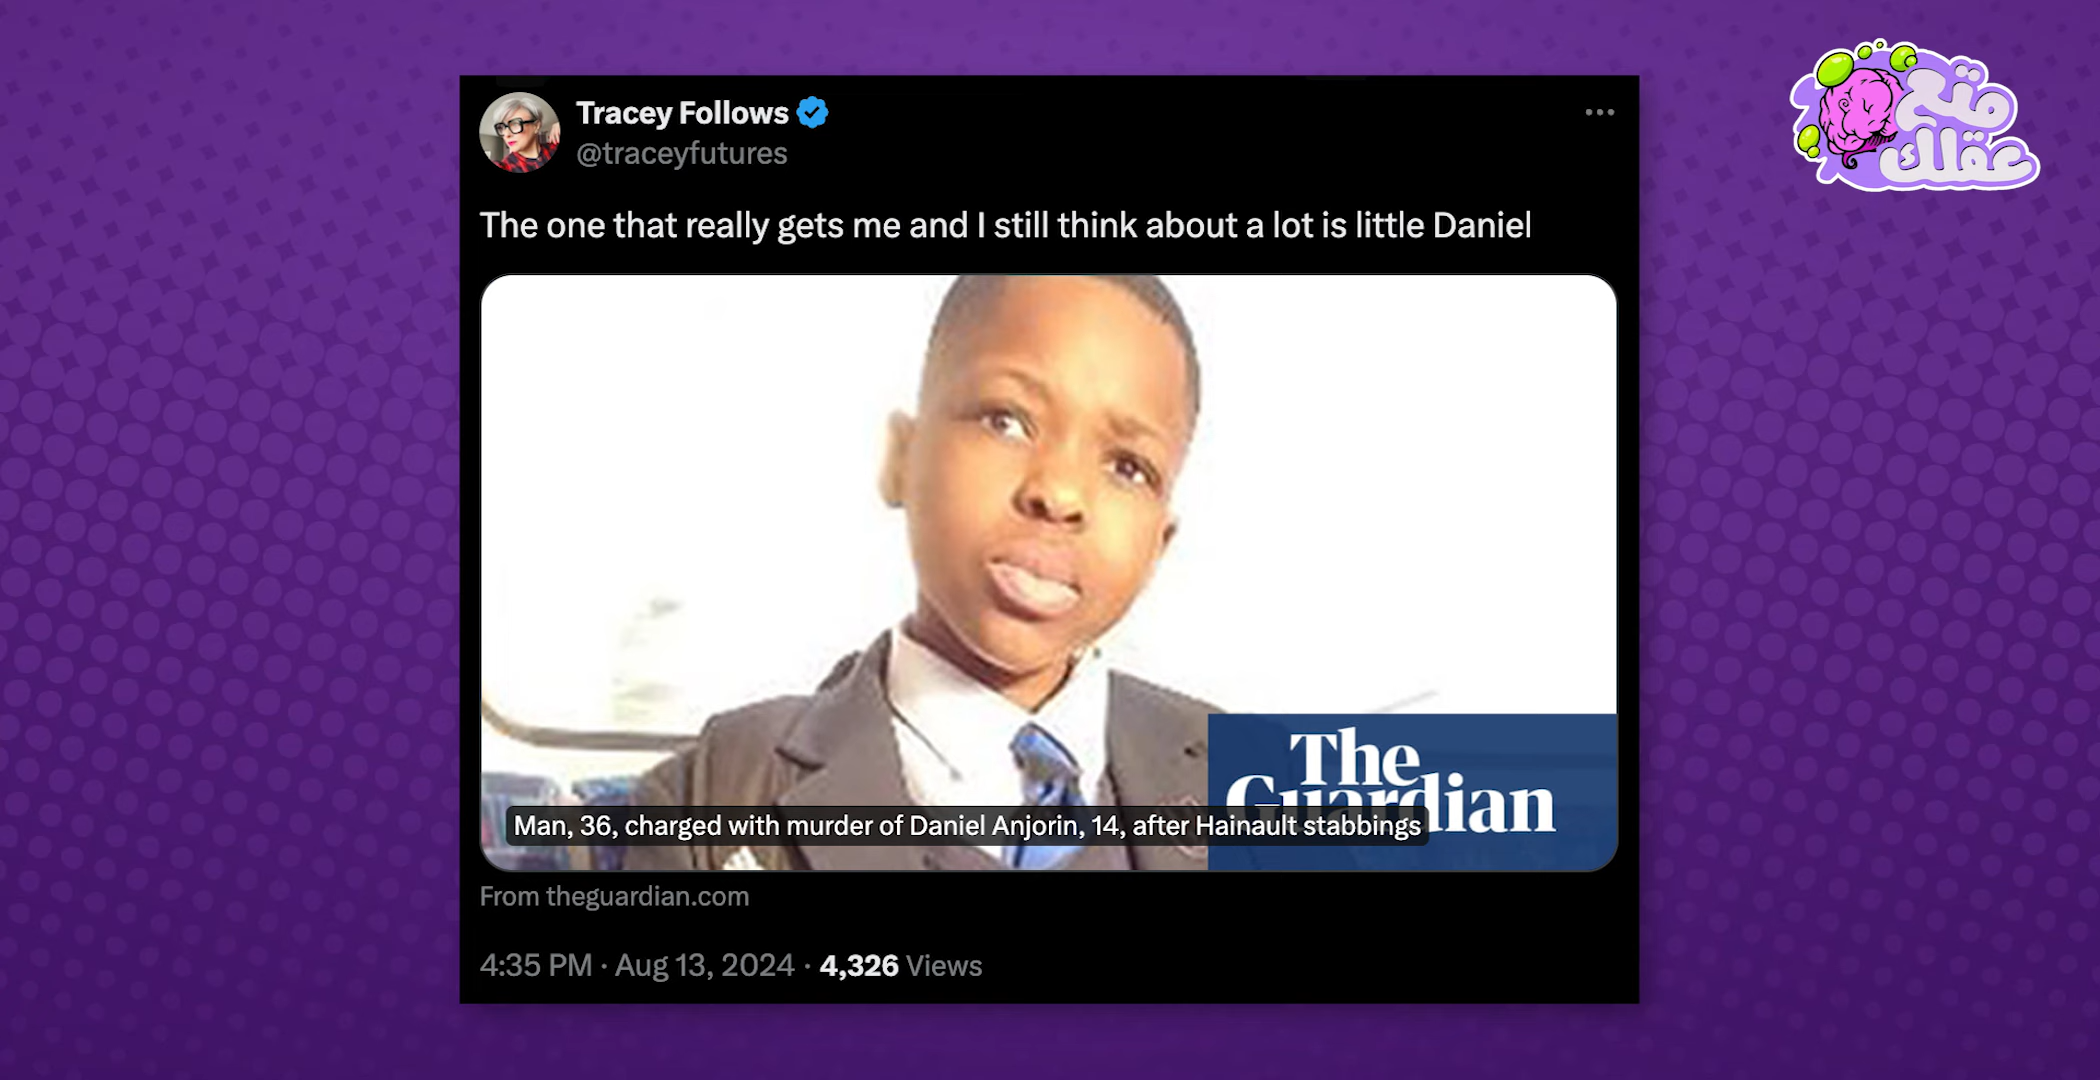 متع
عقلك
Tracey Follows
@traceyfutures
The one that really gets me and I still think about a lot is little Daniel
The
Guardian
Man, 36, charged with murder of Daniel Anjorin, 14, after Hainault stabbings
From theguardian.com
4:35 PM · Aug 13, 2024 · 4,326 Views